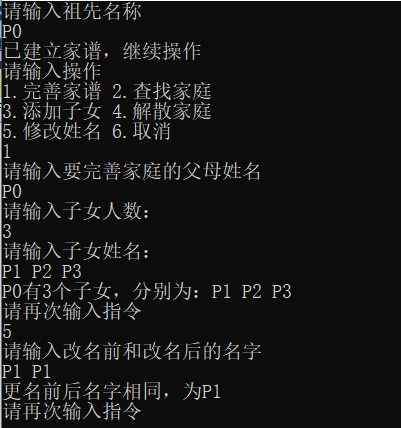 请输入祖先名称
P0
已建立家谱，继续操作
请输入操作
1.完善家谱 2.查找家庭
3.添加子女 4.解散家庭
5.修改姓名 6.取消
1
请输入要完善家庭的父母姓名
P0
请输入子女人数：
3
请输入子女姓名：
P1 P2 P3
P0有3个子女，分别为：P1 P2 P3
请再次输入指令
5
请输入改名前和改名后的名字
P1 P1
更名前后名字相同，为P1
请再次输入指令